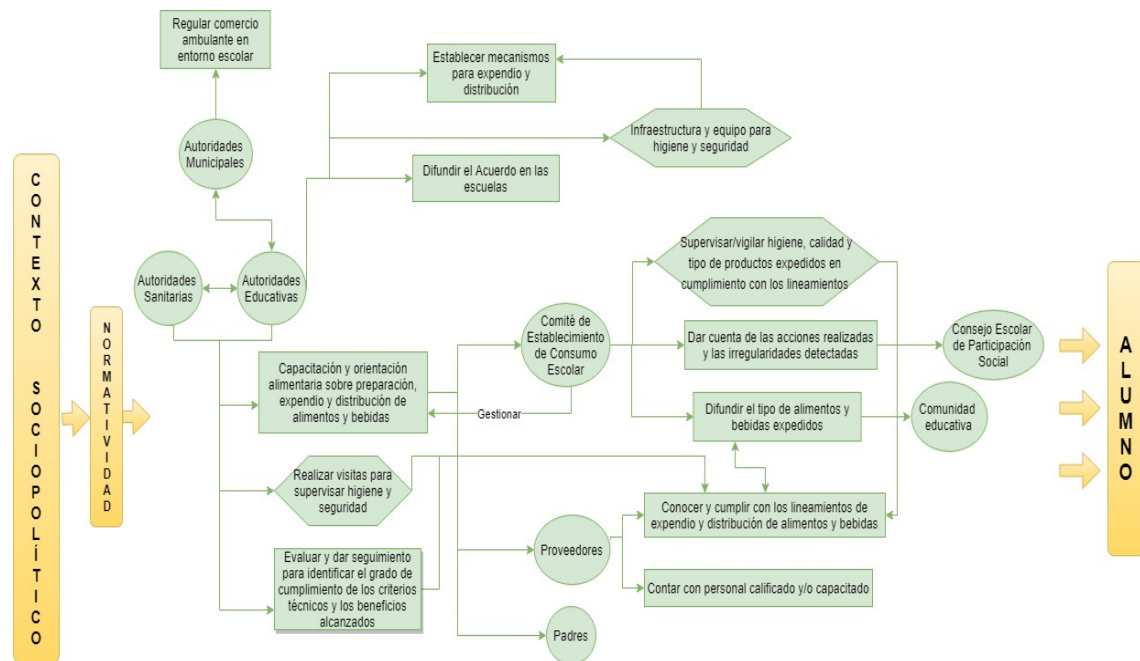 CONTEXTO SOCIOPOLÍTICO
NORMATIVIDAD
Regular comercio
ambulante en
entorno escolar
Autoridades
Municipales
Autoridades
Sanitarias
Autoridades
Educativas
Establecer mecanismos
para expendio y
distribución
Infraestructura y equipo para
higiene y seguridad
Difundir el Acuerdo en las
escuelas
Capacitación y orientación
alimentaria sobre preparación,
expendio y distribución de
alimentos y bebidas
Gestionar
Realizar visitas para
supervisar higiene y
seguridad
Evaluar y dar seguimiento
para identificar el grado de
cumplimiento de los criterios
técnicos y los beneficios
alcanzados
Comité de
Establecimiento
de Consumo
Escolar
Proveedores
Padres
Supervisar/vigilar higiene, calidad y
tipo de productos expedidos en
cumplimiento con los lineamientos
Dar cuenta de las acciones realizadas
y las irregularidades detectadas
Difundir el tipo de alimentos y
bebidas expedidos
Conocer y cumplir con los lineamientos de
expendio y distribución de alimentos y bebidas
Contar con personal calificado y/o capacitado
Consejo Escolar
de Participación
Social
Comunidad
educativa
ALUMNO